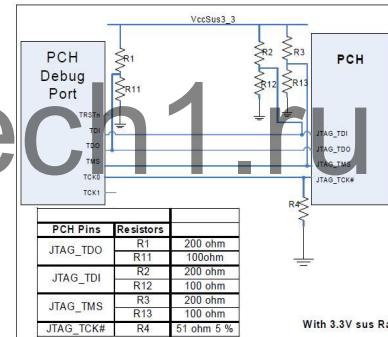 VccSus3_3
PCH
Debug
Port
TRSTn
TDI
TDO
TMS
TCK0
TCK1
R1
R11
R2
R12
R3
R13
R4
PCH
JTAG_TDI
JTAG_TDO
JTAG_TMS
JTAG_TCK#
ech1.ru
PCH Pins Resistors
JTAG_TDO R1 200 ohm
R11 100ohm
JTAG_TDI R2 200 ohm
R12 100 ohm
JTAG_TMS R3 200 ohm
R13 100 ohm
JTAG_TCK# R4 51 ohm 5 %
With 3.3V sus Ra